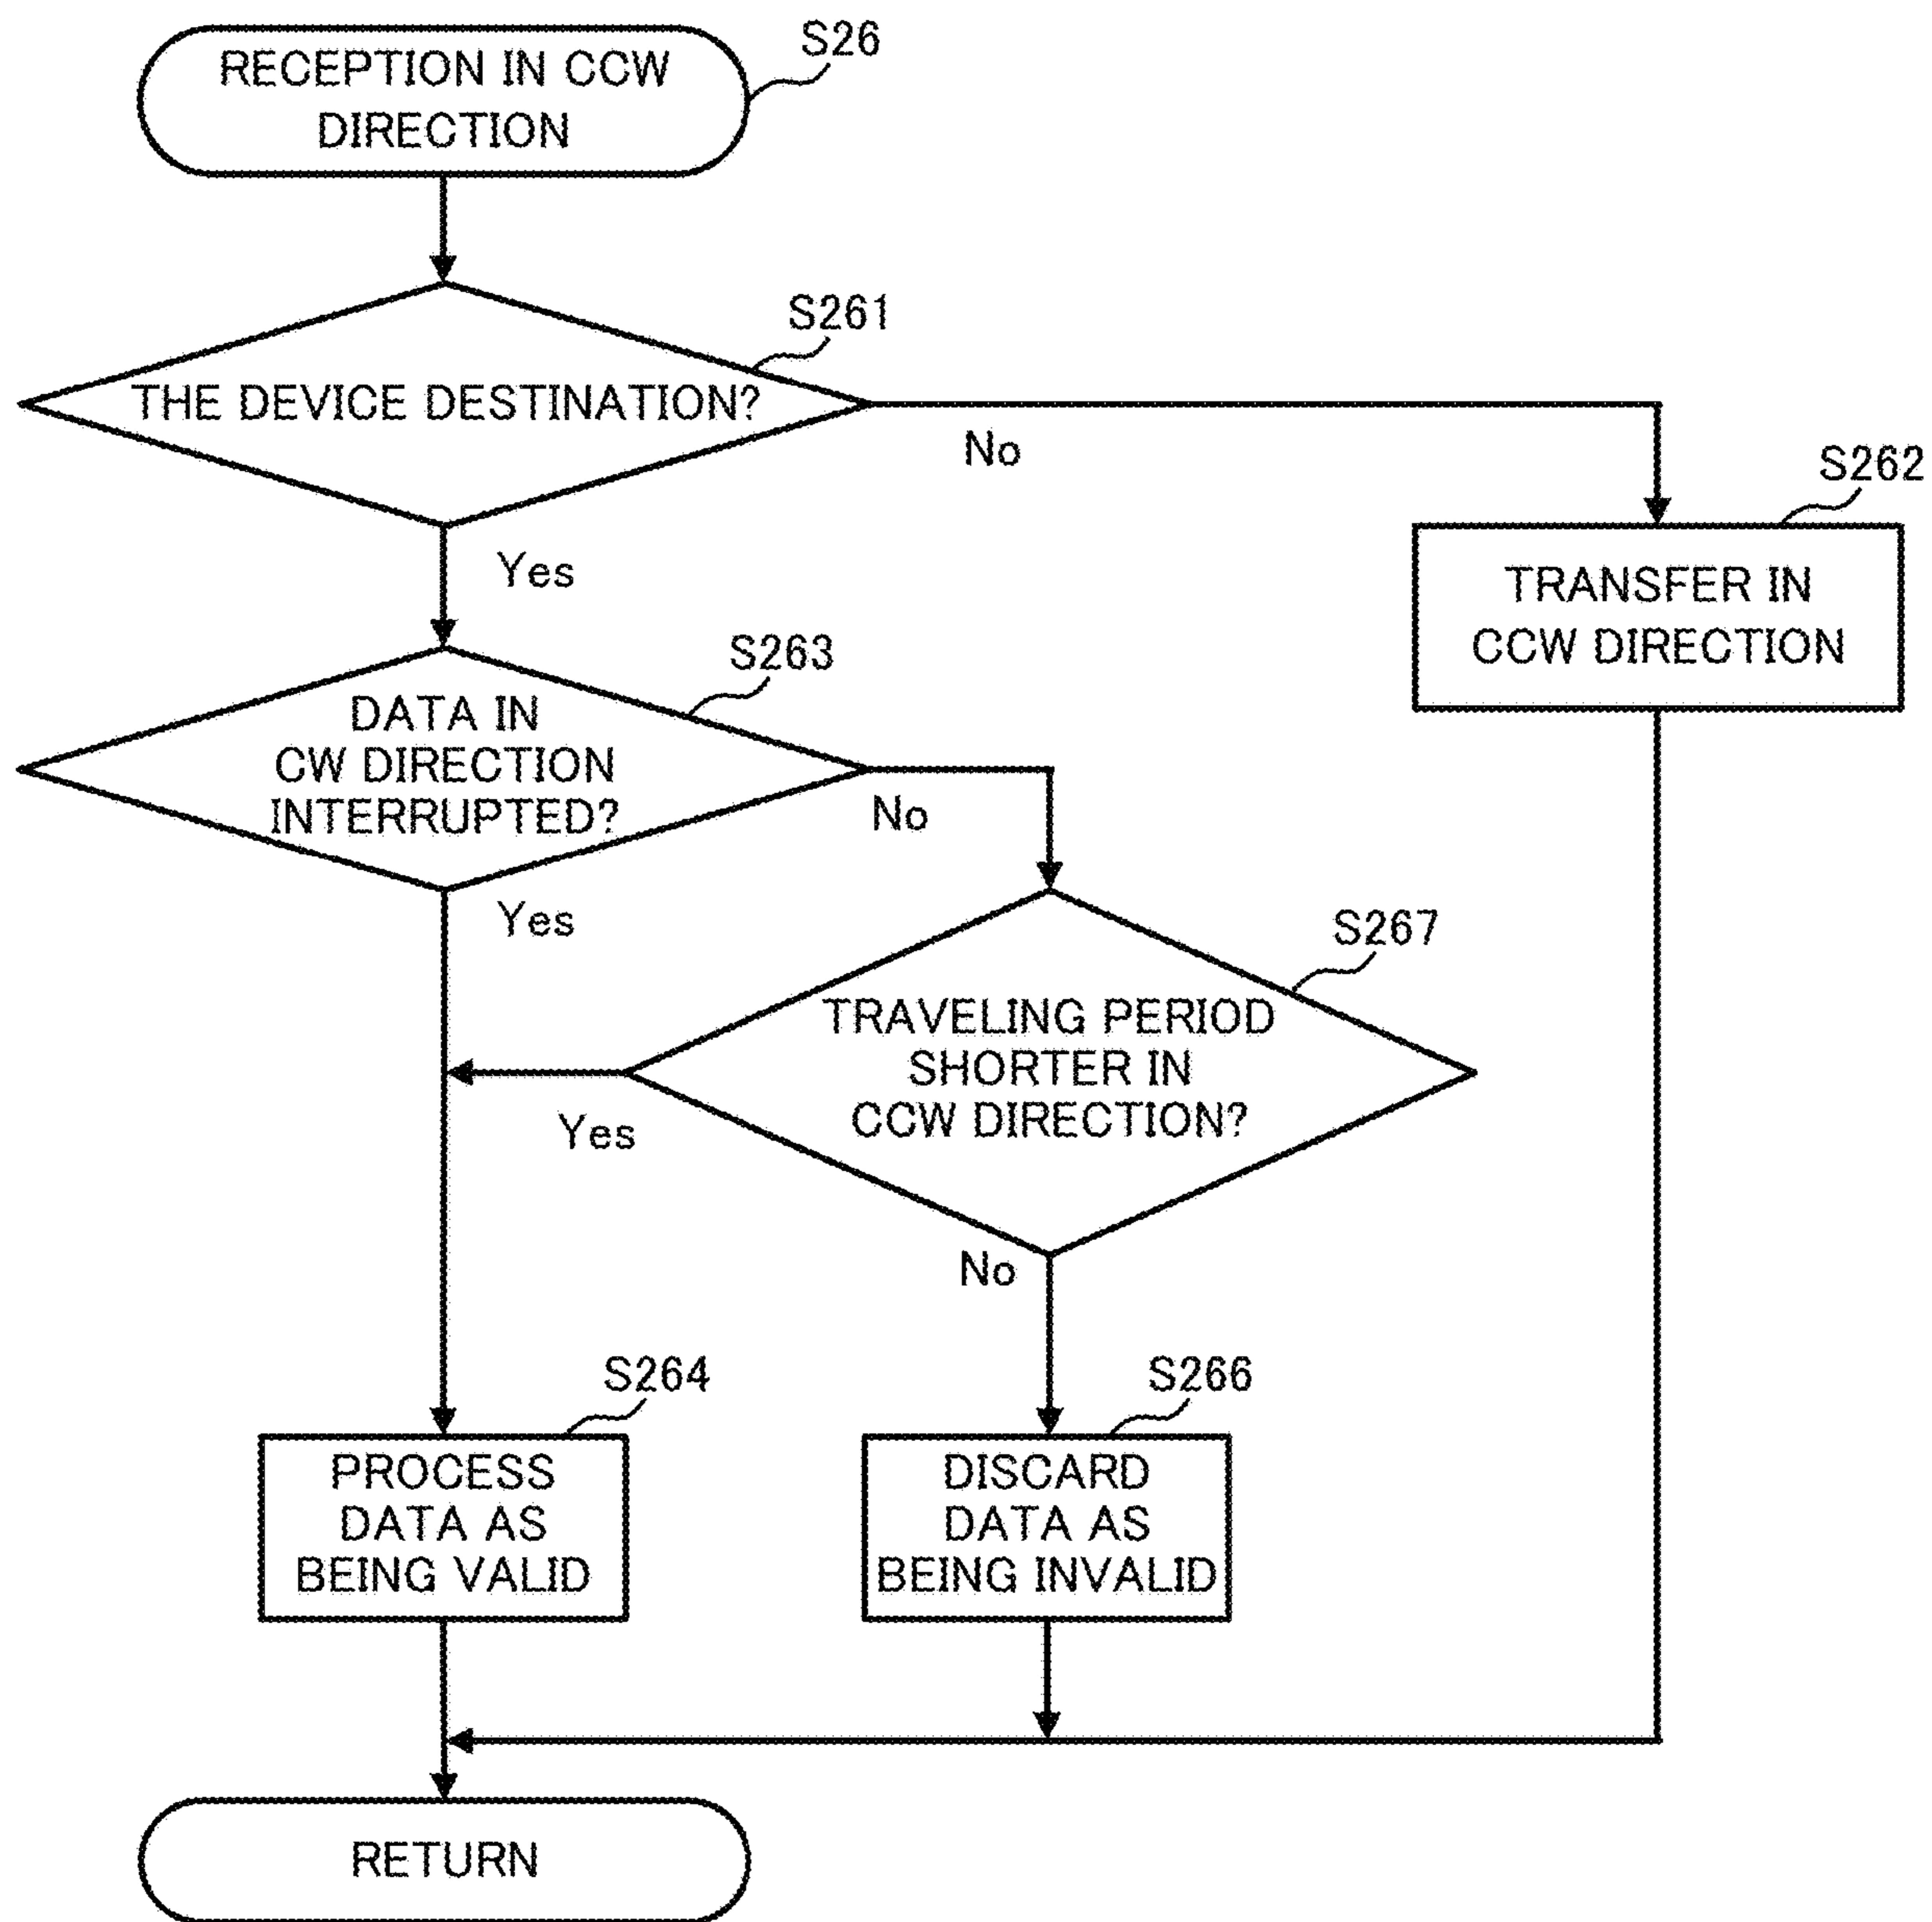 S26
RECEPTION IN CCW
DIRECTION
S261
THE DEVICE DESTINATION?
No
S262
Yes
TRANSFER IN
CCW DIRECTION
S263
DATA IN
CW DIRECTION
INTERRUPTED?
No
Yes
S267
TRAVELING PERIOD
SHORTER IN
CCW DIRECTION?
Yes
No
S264
S266
PROCESS
DATA AS
BEING VALID
DISCARD
DATA AS
BEING INVALID
RETURN